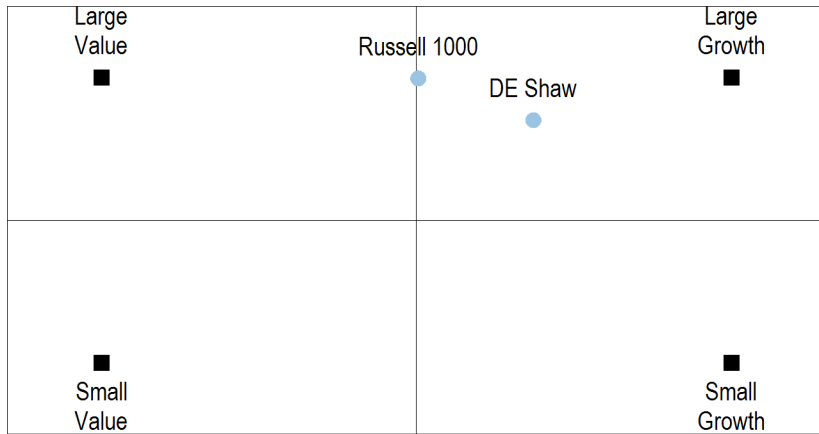 Large
Value
Russell 1000
Large
Growth
DE Shaw
Small
Value
Small
Growth